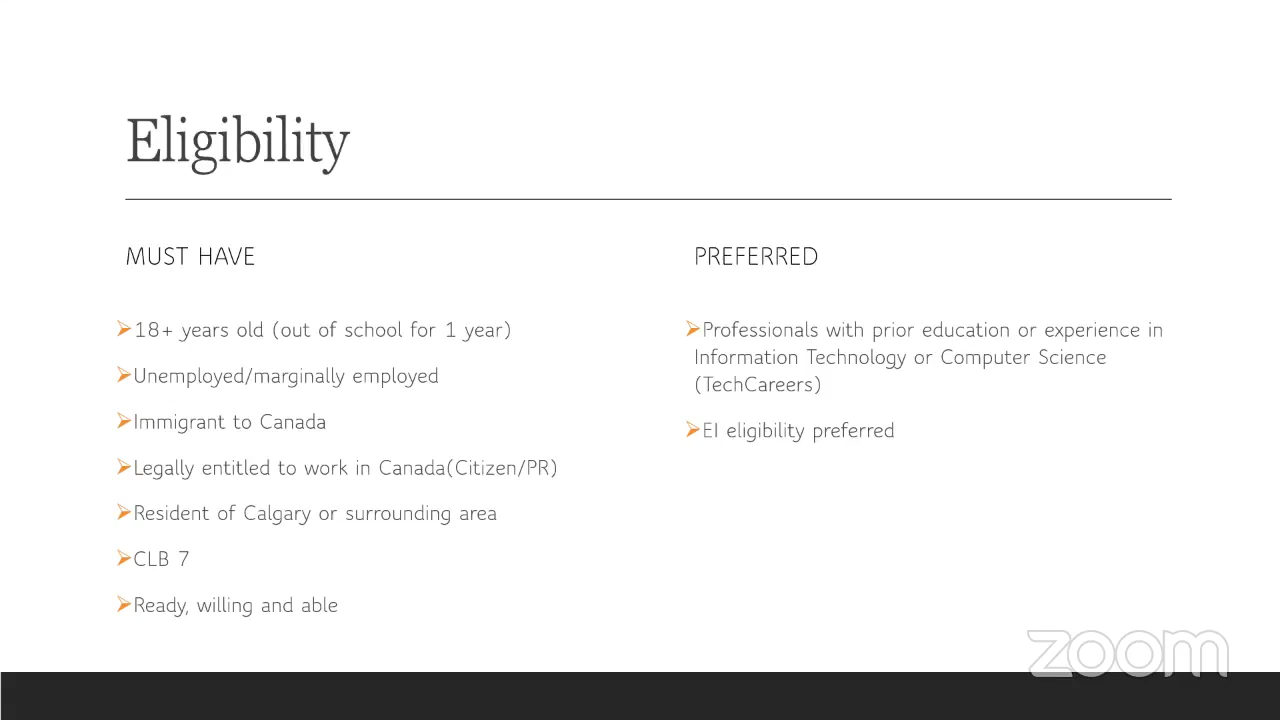 Eligibility
MUST HAVE
18+ years old (out of school for 1 year)
Unemployed/marginally employed
Immigrant to Canada
Legally entitled to work in Canada(Citizen/PR)
Resident of Calgary or surrounding area
CLB 7
Ready, willing and able
PREFERRED
Professionals with prior education or experience in
Information Technology or Computer Science
(TechCareers)
EI eligibility preferred
zoom